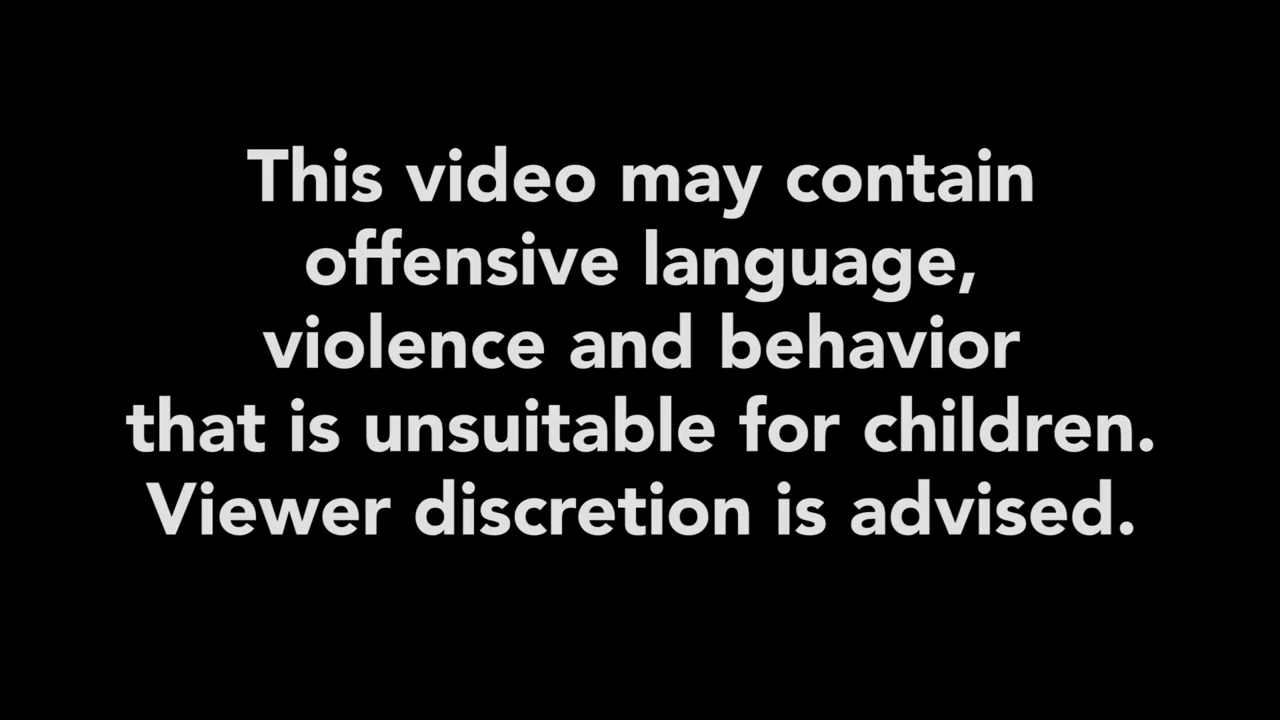 This video may contain
offensive language,
violence and behavior
that is unsuitable for children.
Viewer discretion is advised.